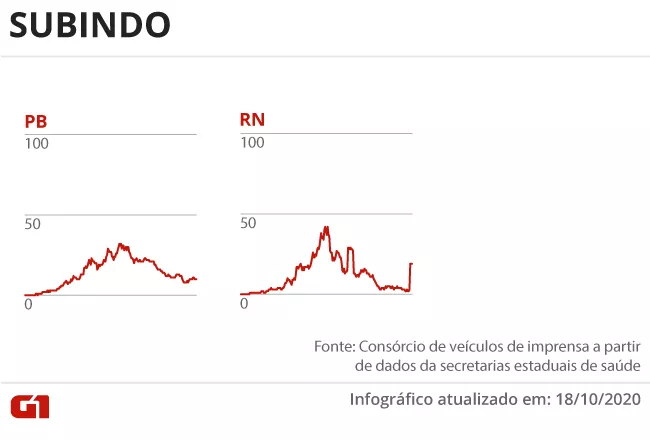 SUBINDO
PB
100
50
0
RN
100
50
0
Fonte: Consórcio de veículos de imprensa a partir
de dados da secretarias estaduais de saúde
G1
Infográfico atualizado em: 18/10/2020